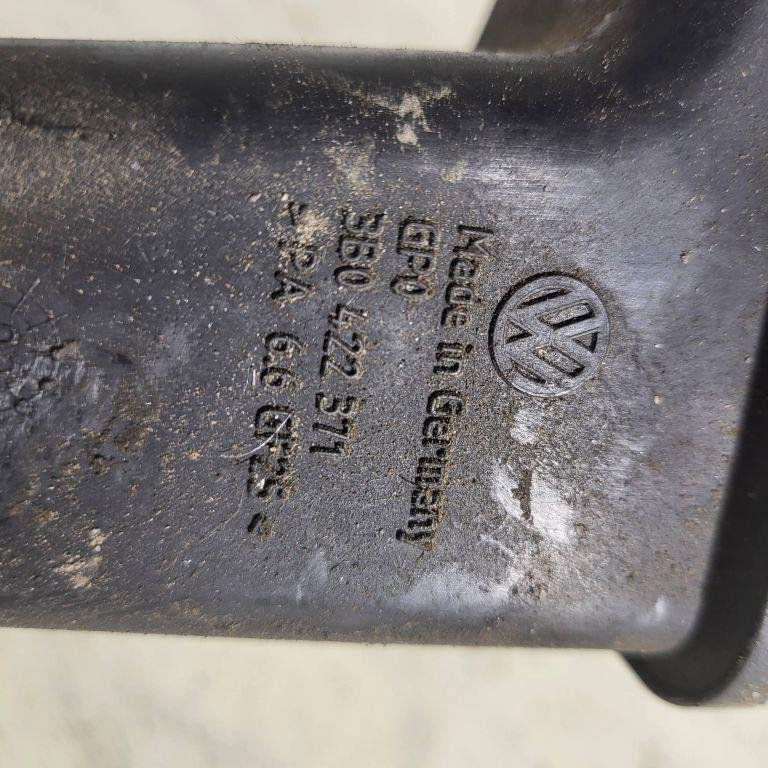 Made in Germany
GPO
3B0 422 371
> PA 6.6 GF25 <